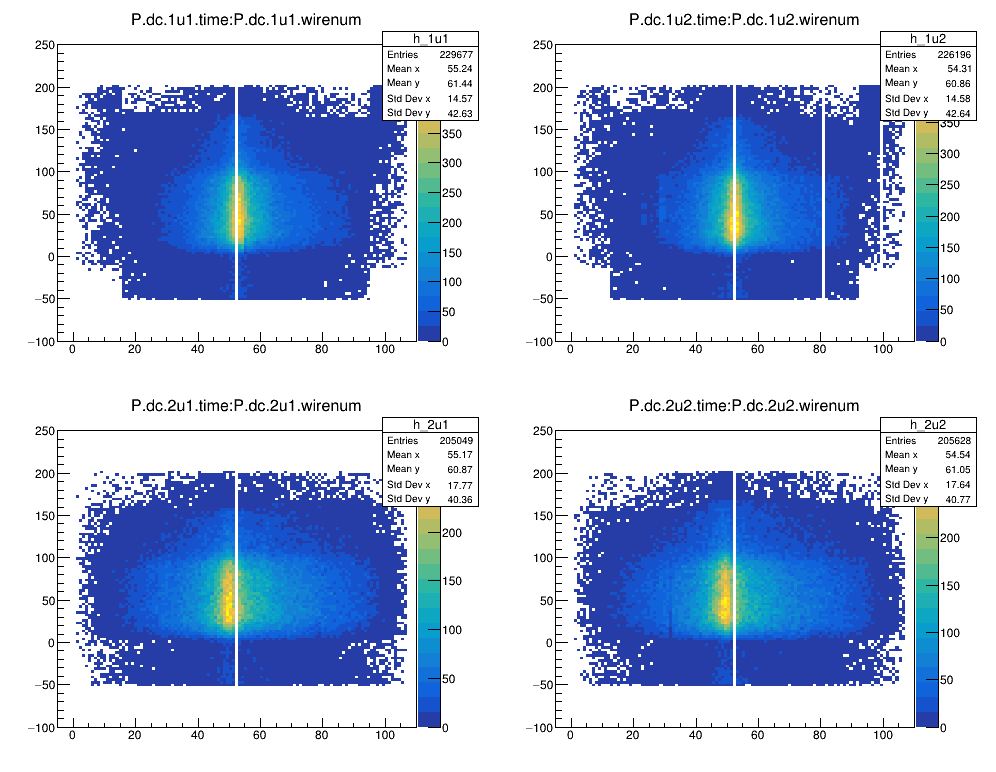 P.dc.1u1.time:P.dc.1u1.wirenum
h_1u1
Entries 229677
Mean x 55.24
Mean y 61.44
Std Dev x 14.57
Std Dev y 42.63
250
200
150
100
50
0
−50
−100
0 20 40 60 80 100
350
300
250
200
150
100
50
0
P.dc.1u2.time:P.dc.1u2.wirenum
h_1u2
Entries 226196
Mean x 54.31
Mean y 60.86
Std Dev x 14.58
Std Dev y 42.64
250
200
150
100
50
0
−50
−100
0 20 40 60 80 100
350
300
250
200
150
100
50
0
P.dc.2u1.time:P.dc.2u1.wirenum
h_2u1
Entries 205049
Mean x 55.17
Mean y 60.87
Std Dev x 17.77
Std Dev y 40.36
250
200
150
100
50
0
−50
−100
0 20 40 60 80 100
200
150
100
50
0
P.dc.2u2.time:P.dc.2u2.wirenum
h_2u2
Entries 205628
Mean x 54.54
Mean y 61.05
Std Dev x 17.64
Std Dev y 40.77
250
200
150
100
50
0
−50
−100
0 20 40 60 80 100
200
150
100
50
0